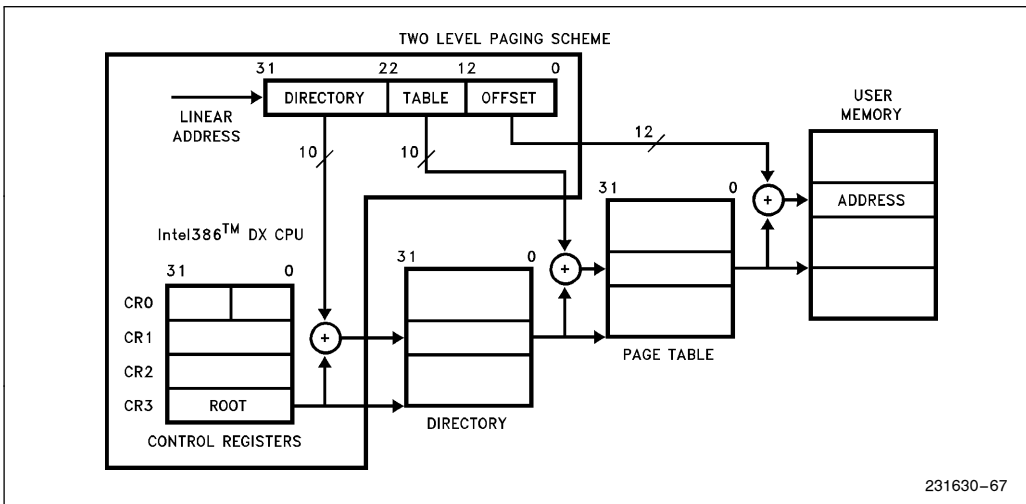 TWO LEVEL PAGING SCHEME
31 22 12 0
DIRECTORY TABLE OFFSET
LINEAR
ADDRESS
USER
MEMORY
12
10 10
31 0
ADDRESS
Intel386™ DX CPU
31 0
31 0
CR0
CR1
CR2
CR3 ROOT
PAGE TABLE
DIRECTORY
CONTROL REGISTERS
231630-67